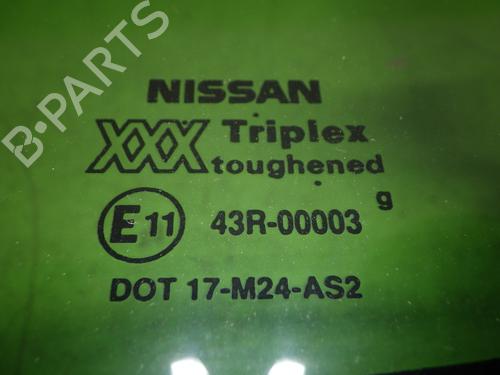 B-PARTS
NISSAN
XXX Triplex
toughened
g
E11 43R-00003
DOT 17-M24-AS2